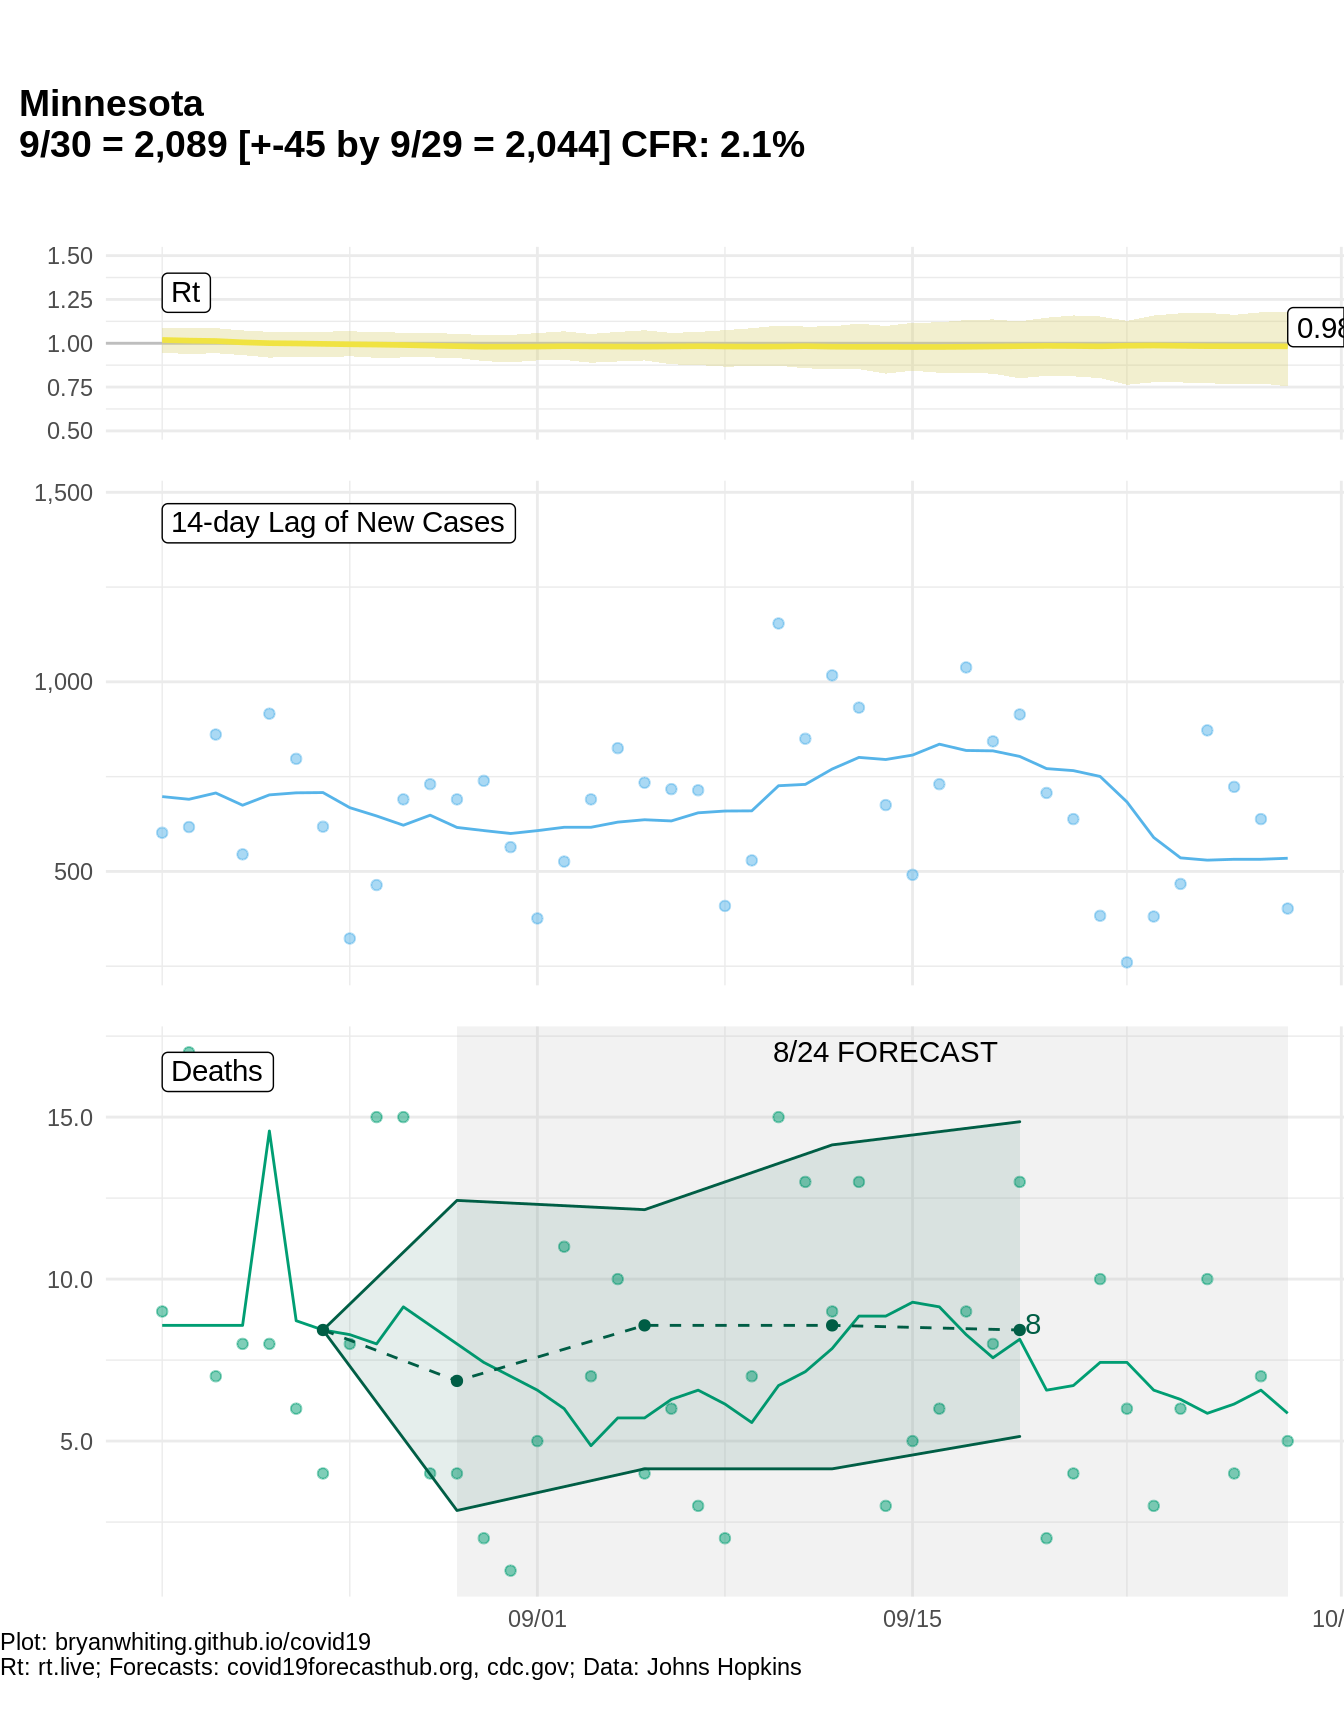 Minnesota
9/30 = 2,089 [+-45 by 9/29 = 2,044] CFR: 2.1%
1.50
Rt
1.25
0.98
1.00
0.75
0.50
1,500
14-day Lag of New Cases
1,000
500
8/24 FORECAST
Deaths
15.0
10.0
8
5.0
09/01
09/15
10/
Plot: bryanwhiting.github.io/covid19
Rt: rt.live; Forecasts: covid19forecasthub.org, cdc.gov; Data: Johns Hopkins